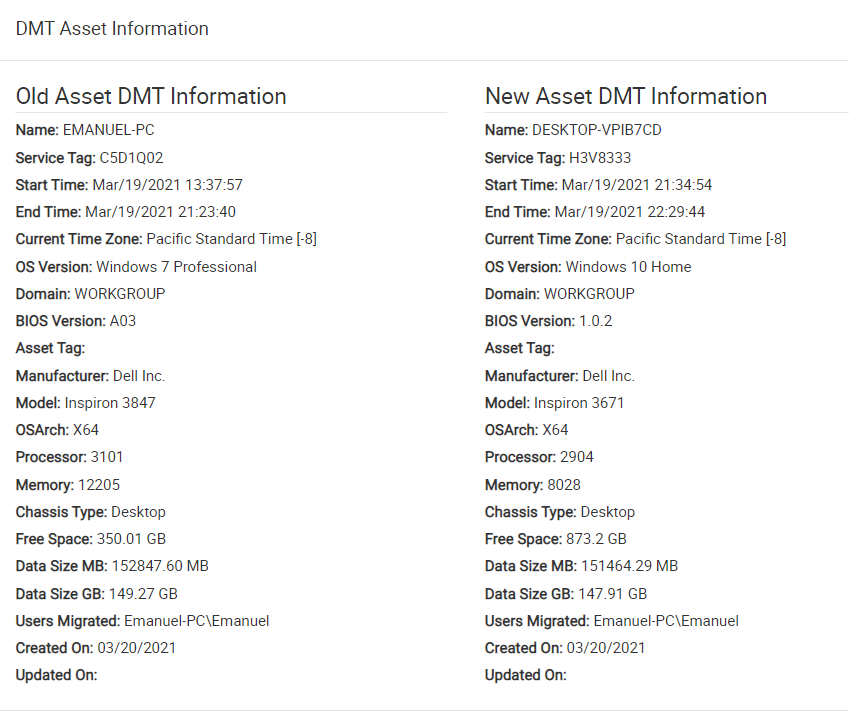 DMT Asset Information
Old Asset DMT Information
Name: EMANUEL-PC
Service Tag: C5D1Q02
Start Time: Mar/19/2021 13:37:57
End Time: Mar/19/2021 21:23:40
Current Time Zone: Pacific Standard Time [-8]
OS Version: Windows 7 Professional
Domain: WORKGROUP
BIOS Version: A03
Asset Tag:
Manufacturer: Dell Inc.
Model: Inspiron 3847
OSArch: X64
Processor: 3101
Memory: 12205
Chassis Type: Desktop
Free Space: 350.01 GB
Data Size MB: 152847.60 MB
Data Size GB: 149.27 GB
Users Migrated: Emanuel-PC\Emanuel
Created On: 03/20/2021
Updated On:
New Asset DMT Information
Name: DESKTOP-VPIB7CD
Service Tag: H3V8333
Start Time: Mar/19/2021 21:34:54
End Time: Mar/19/2021 22:29:44
Current Time Zone: Pacific Standard Time [-8]
OS Version: Windows 10 Home
Domain: WORKGROUP
BIOS Version: 1.0.2
Asset Tag:
Manufacturer: Dell Inc.
Model: Inspiron 3671
OSArch: X64
Processor: 2904
Memory: 8028
Chassis Type: Desktop
Free Space: 873.2 GB
Data Size MB: 151464.29 MB
Data Size GB: 147.91 GB
Users Migrated: Emanuel-PC\Emanuel
Created On: 03/20/2021
Updated On: